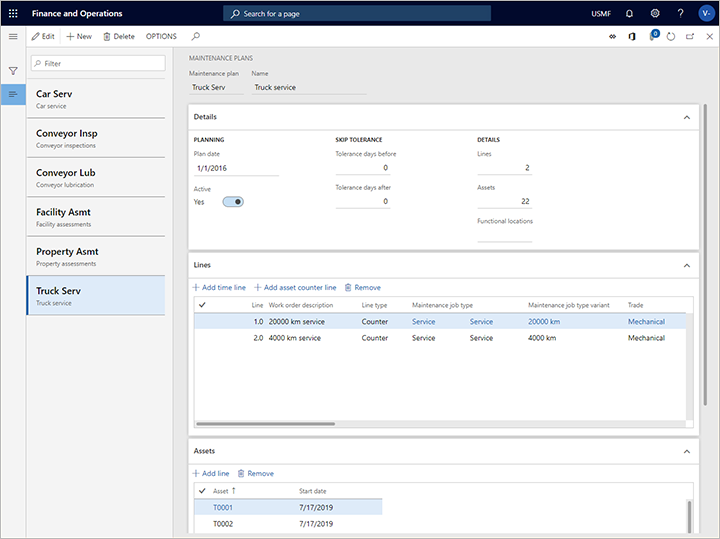 Finance and Operations
Search for a page
USMF
V-
Edit
New
Delete
OPTIONS
0
Filter
Car Serv
Car service
Conveyor Insp
Conveyor inspections
Conveyor Lub
Conveyor lubrication
Facility Asmt
Facility assessments
Property Asmt
Property assessments
Truck Serv
Truck service
MAINTENANCE PLANS
Maintenance plan Name
Truck Serv Truck service
Details
PLANNING SKIP TOLERANCE DETAILS
Plan date Tolerance days before Lines
1/1/2016 0 2
Active Tolerance days after Assets
Yes 0 22
Functional locations
Lines
Add time line Add asset counter line Remove
Line Work order description Line type Maintenance job type Maintenance job type variant Trade
1.0 20000 km service Counter Service Service 20000 km Mechanical
2.0 4000 km service Counter Service Service 4000 km Mechanical
Assets
Add line Remove
Asset Start date
T0001 7/17/2019
T0002 7/17/2019